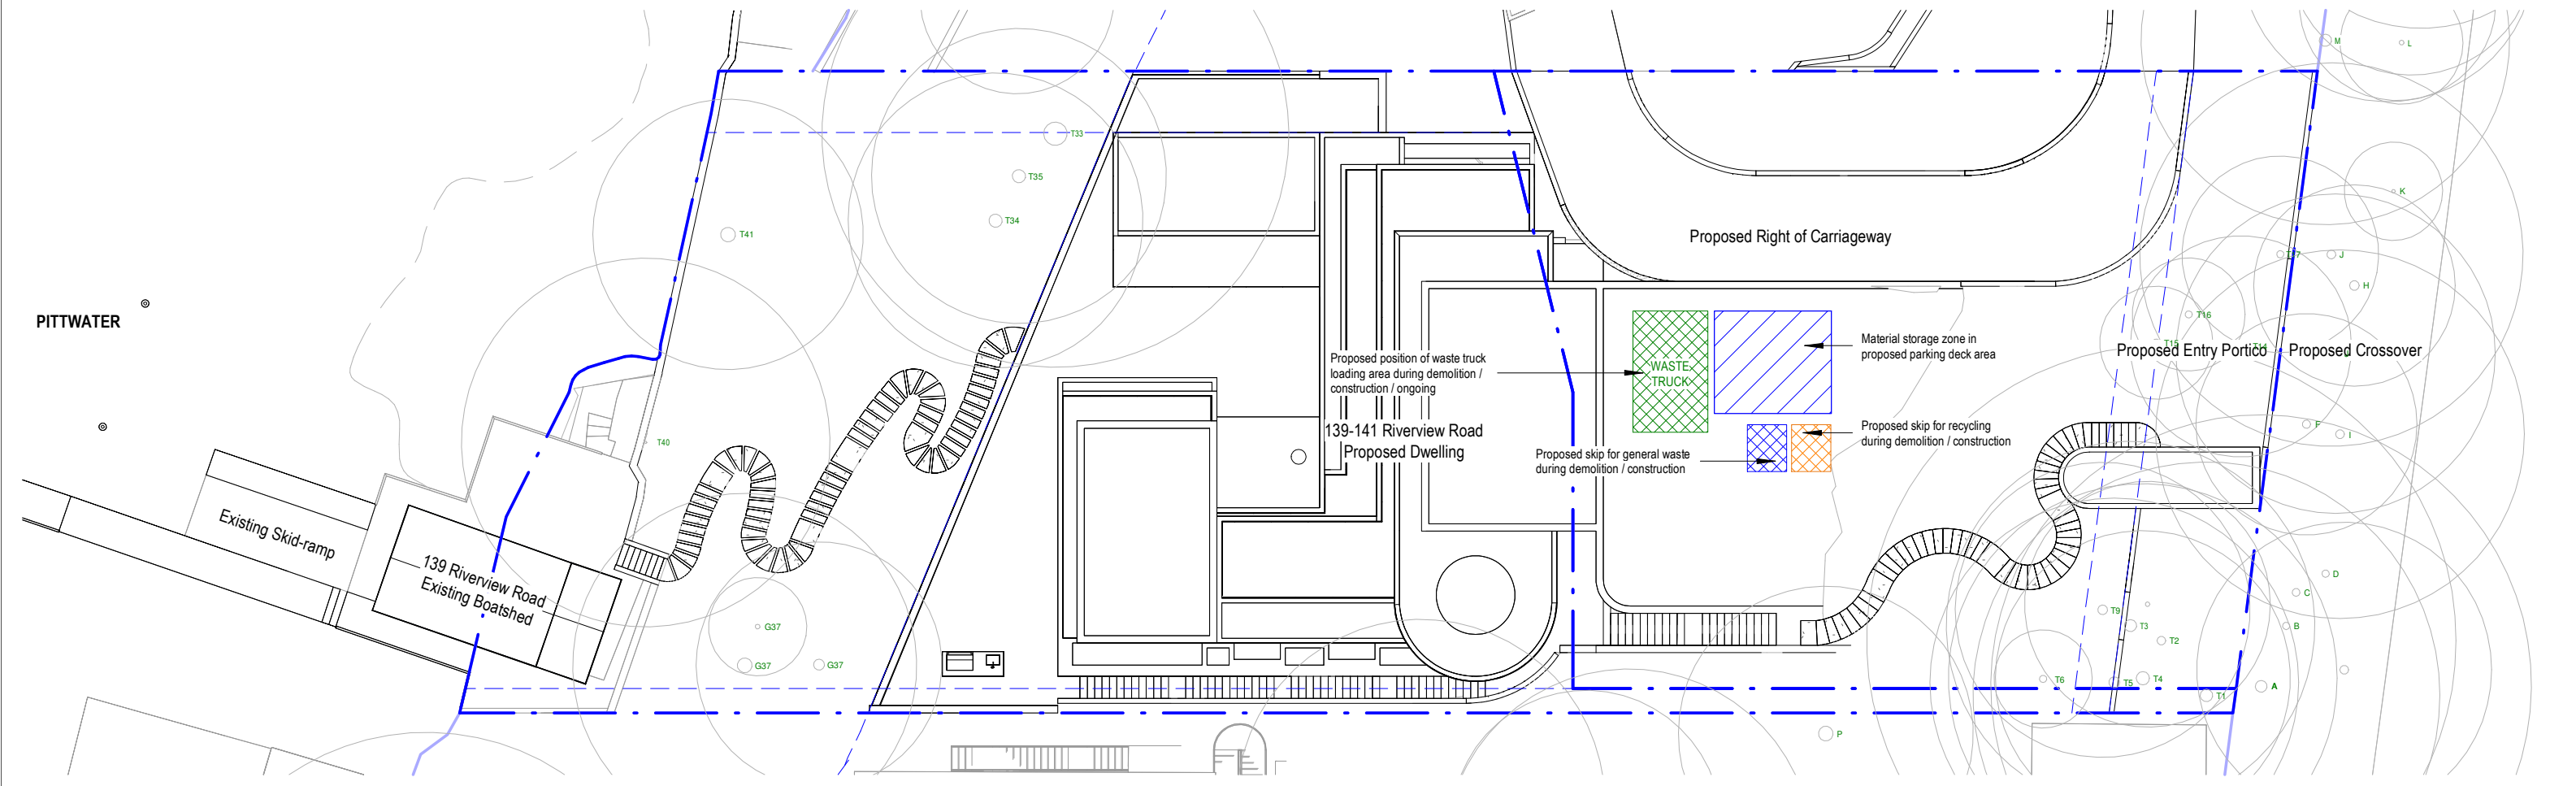 M
L
T33
T35
K
T34
T41
Proposed Right of Carriageway
J
H
PITTWATER
T16
Material storage zone in
proposed parking deck area
Proposed Entry Portico
Proposed Crossover
Proposed position of waste truck
loading area during demolition /
construction / ongoing
WASTE
TRUCK
T15
F
I
Proposed skip for recycling
during demolition / construction
139-141 Riverview Road
Proposed Dwelling
T40
Proposed skip for general waste
during demolition / construction
Existing Skid-ramp
139 Riverview Road
Existing Boatshed
D
C
T9
G37
T3
B
T2
G37
G37
T6
T5
T4
A
T1
P